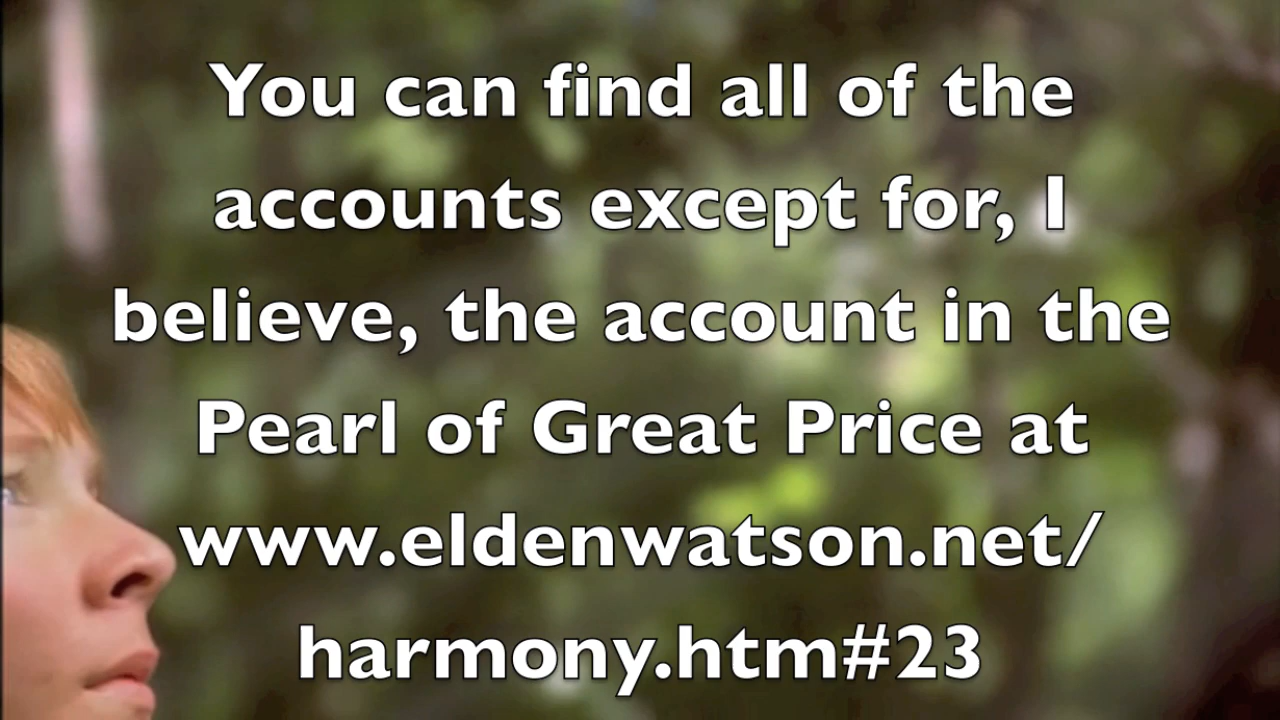 You can find all of the
accounts except for, I
believe, the account in the
Pearl of Great Price at
www.eldenwatson.net/
harmony.htm#23